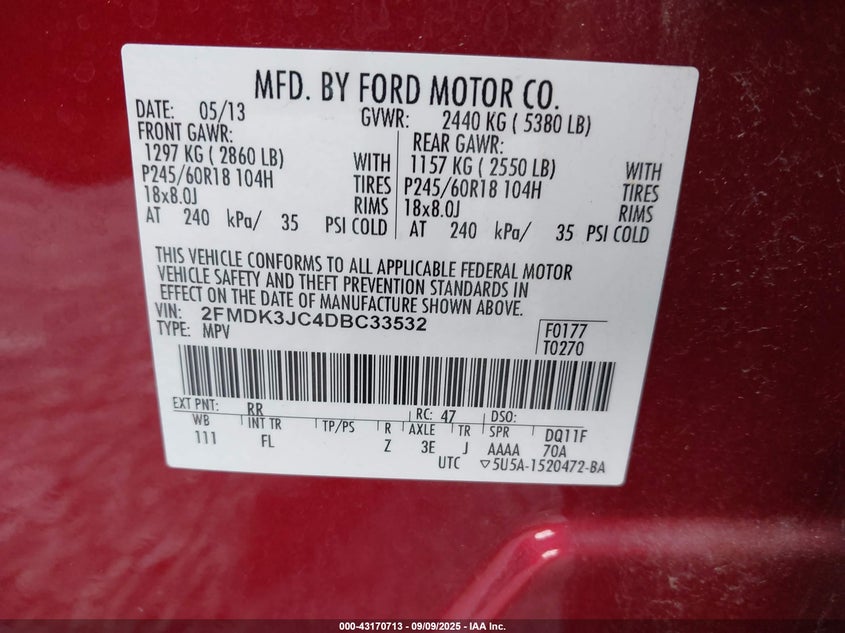 MFD. BY FORD MOTOR CO.
DATE: 05/13 GVWR: 2440 KG ( 5380 LB)
FRONT GAWR: REAR GAWR:
1297 KG ( 2860 LB) WITH 1157 KG ( 2550 LB) WITH
P245/60R18 104H TIRES P245/60R18 104H TIRES
18x8.0J RIMS 18x8.0J RIMS
AT 240 kPa/ 35 PSI COLD AT 240 kPa/ 35 PSI COLD
THIS VEHICLE CONFORMS TO ALL APPLICABLE FEDERAL MOTOR
VEHICLE SAFETY AND THEFT PREVENTION STANDARDS IN
EFFECT ON THE DATE OF MANUFACTURE SHOWN ABOVE.
VIN: 2FMDK3JC4DBC33532
TYPE: MPV
F0177
T0270
EXT PNT: RR RC: 47 DSO:
WB INT TR TP/PS R AXLE TR SPR DQ11F
111 FL Z 3E J AAAA 70A
UTC ▽5U5A-1520472-BA
000-43170713 - 09/09/2025 - IAA Inc.